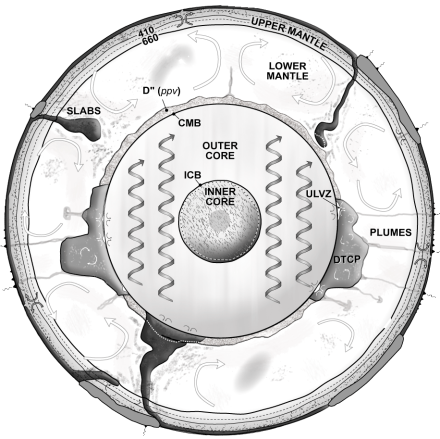 410
660
UPPER MANTLE
LOWER
MANTLE
D" (ppv)
SLABS
CMB
OUTER
CORE
ICB
INNER
CORE
ULVZ
PLUMES
DTCP